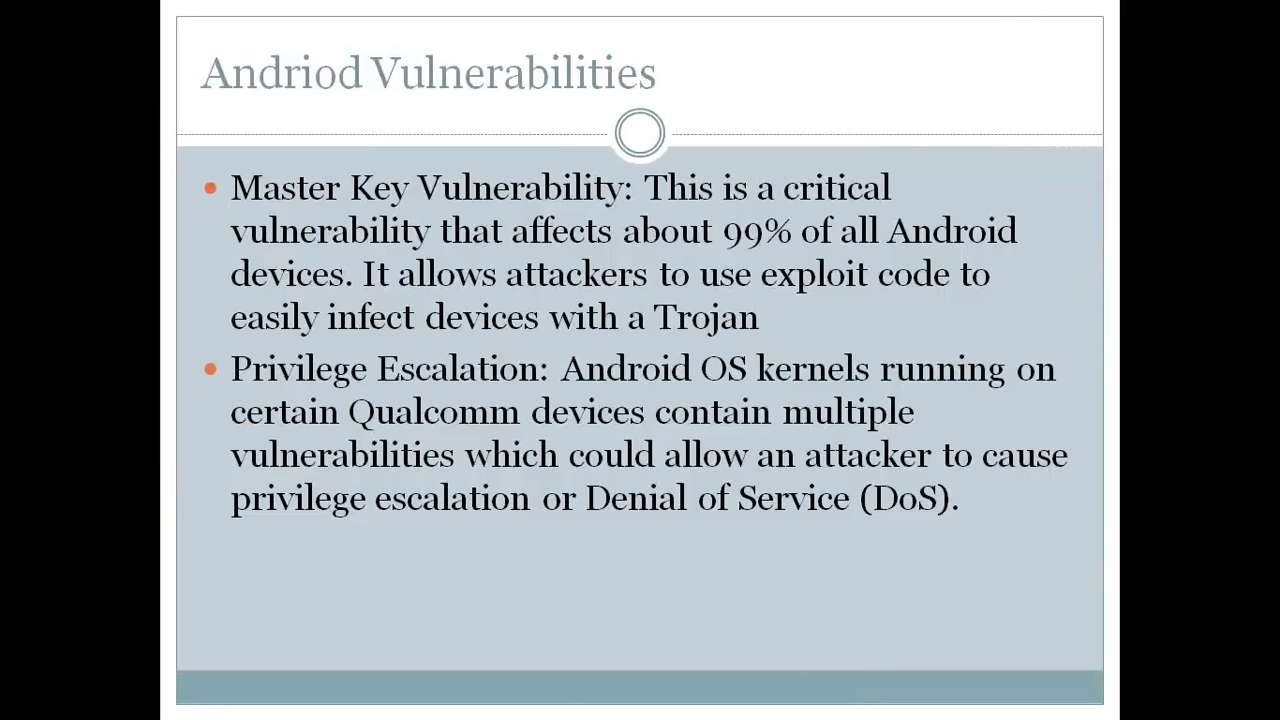 Andriod Vulnerabilities
• Master Key Vulnerability: This is a critical
vulnerability that affects about 99% of all Android
devices. It allows attackers to use exploit code to
easily infect devices with a Trojan
• Privilege Escalation: Android OS kernels running on
certain Qualcomm devices contain multiple
vulnerabilities which could allow an attacker to cause
privilege escalation or Denial of Service (DoS).